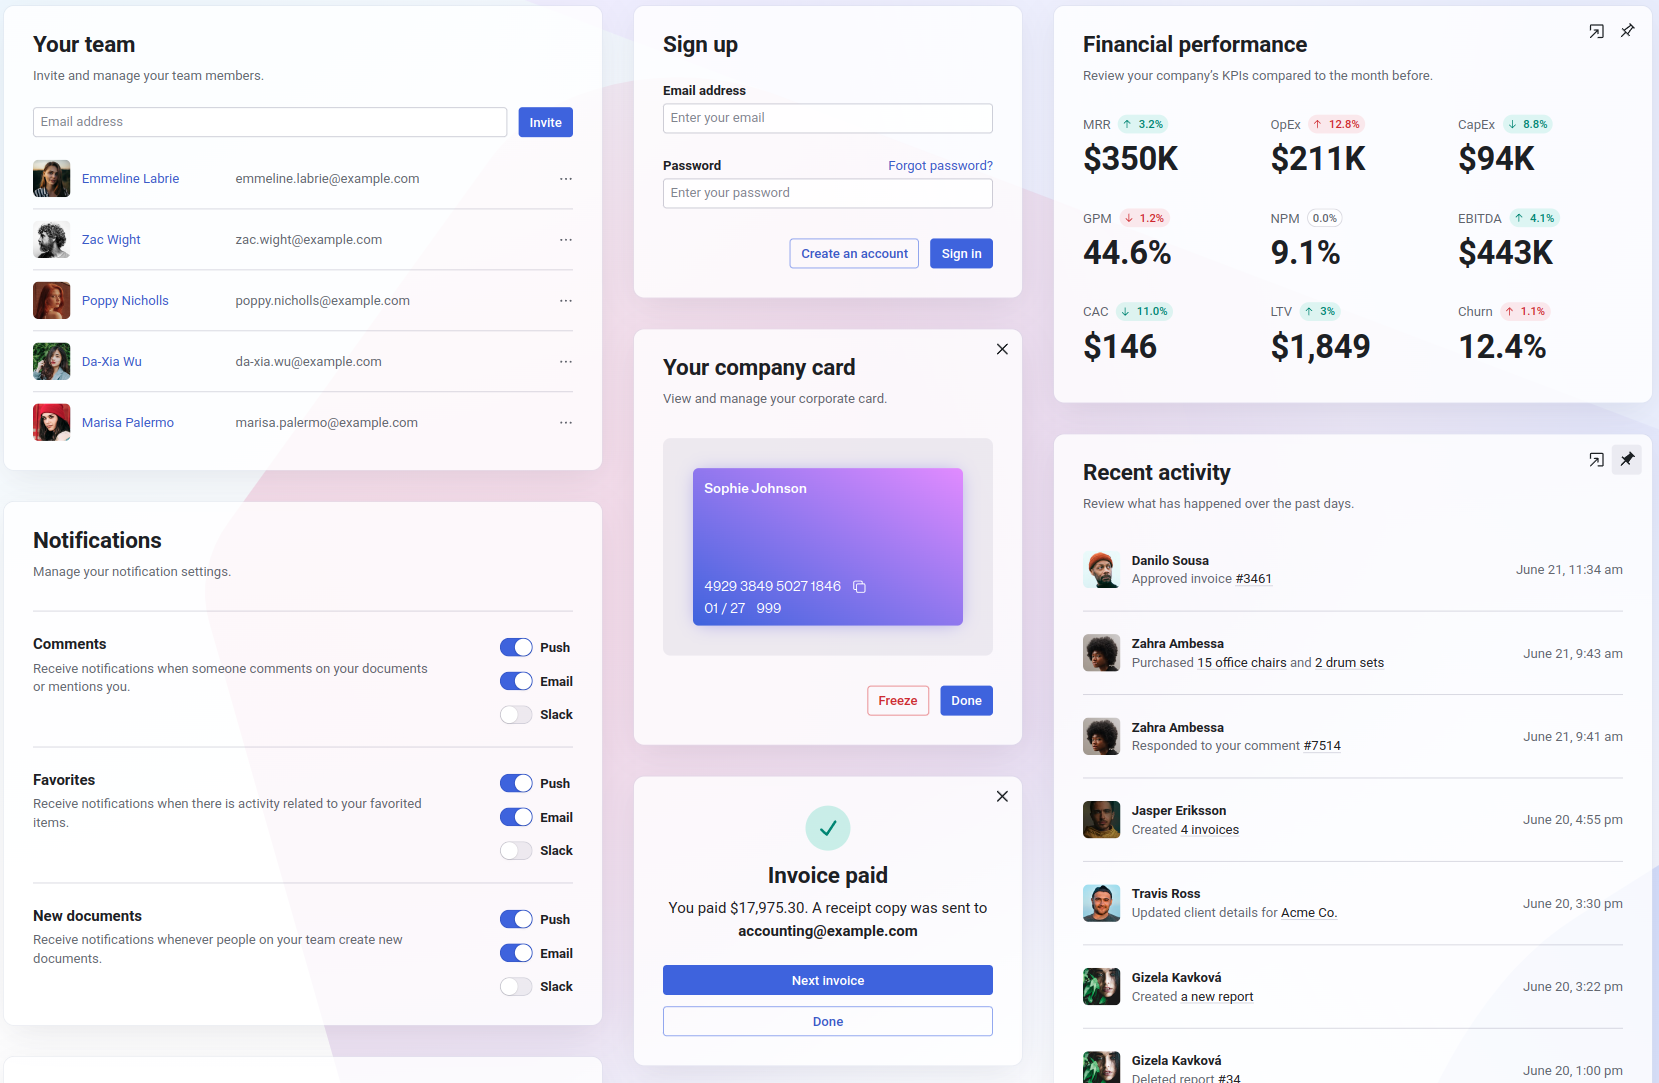 Your team
Invite and manage your team members.
Email address
Invite
Emmeline Labrie
emmeline.labrie@example.com
Zac Wight
zac.wight@example.com
Poppy Nicholls
poppy.nicholls@example.com
Da-Xia Wu
da-xia.wu@example.com
Marisa Palermo
marisa.palermo@example.com
Notifications
Manage your notification settings.
Comments
Receive notifications when someone comments on your documents
or mentions you.
Push
Email
Slack
Favorites
Receive notifications when there is activity related to your favorited
items.
Push
Email
Slack
New documents
Receive notifications whenever people on your team create new
documents.
Push
Email
Slack
Sign up
Email address
Enter your email
Password
Forgot password?
Enter your password
Create an account
Sign in
Your company card
View and manage your corporate card.
Sophie Johnson
4929 3849 5027 1846
01 / 27 999
Freeze
Done
Invoice paid
You paid $17,975.30. A receipt copy was sent to
accounting@example.com
Next invoice
Done
Financial performance
Review your company's KPIs compared to the month before.
MRR ↑ 3.2%
$350K
OpEx ↑ 12.8%
$211K
CapEx ↓ 8.8%
$94K
GPM ↓ 1.2%
44.6%
NPM 0.0%
9.1%
EBITDA ↑ 4.1%
$443K
CAC ↓ 11.0%
$146
LTV ↑ 3%
$1,849
Churn ↑ 1.1%
12.4%
Recent activity
Review what has happened over the past days.
Danilo Sousa
Approved invoice #3461
June 21, 11:34 am
Zahra Ambessa
Purchased 15 office chairs and 2 drum sets
June 21, 9:43 am
Zahra Ambessa
Responded to your comment #7514
June 21, 9:41 am
Jasper Eriksson
Created 4 invoices
June 20, 4:55 pm
Travis Ross
Updated client details for Acme Co.
June 20, 3:30 pm
Gizela Kavková
Created a new report
June 20, 3:22 pm
Gizela Kavková
Deleted report #34
June 20, 1:00 pm